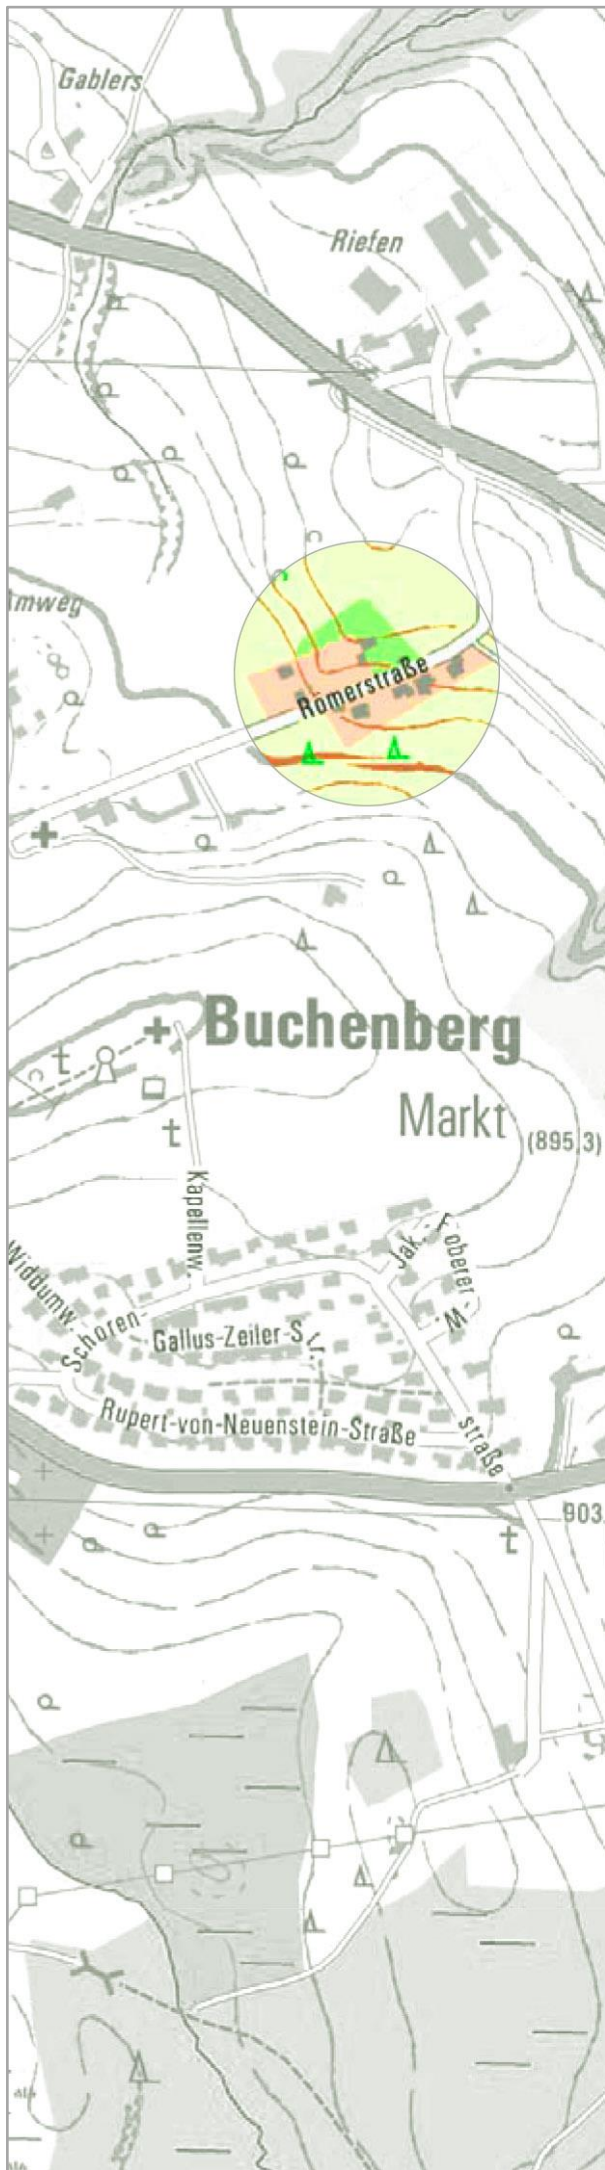 Gablers
Riefen
mweg
Römerstraße
Buchenberg
Markt
(895,3)
Kapellenw.
Jak.-
Foberer-
W.
Widdumw.
Schoren-
straße
Gallus-Zeiler-Str.
Rupert-von-Neuenstein-Straße
903,